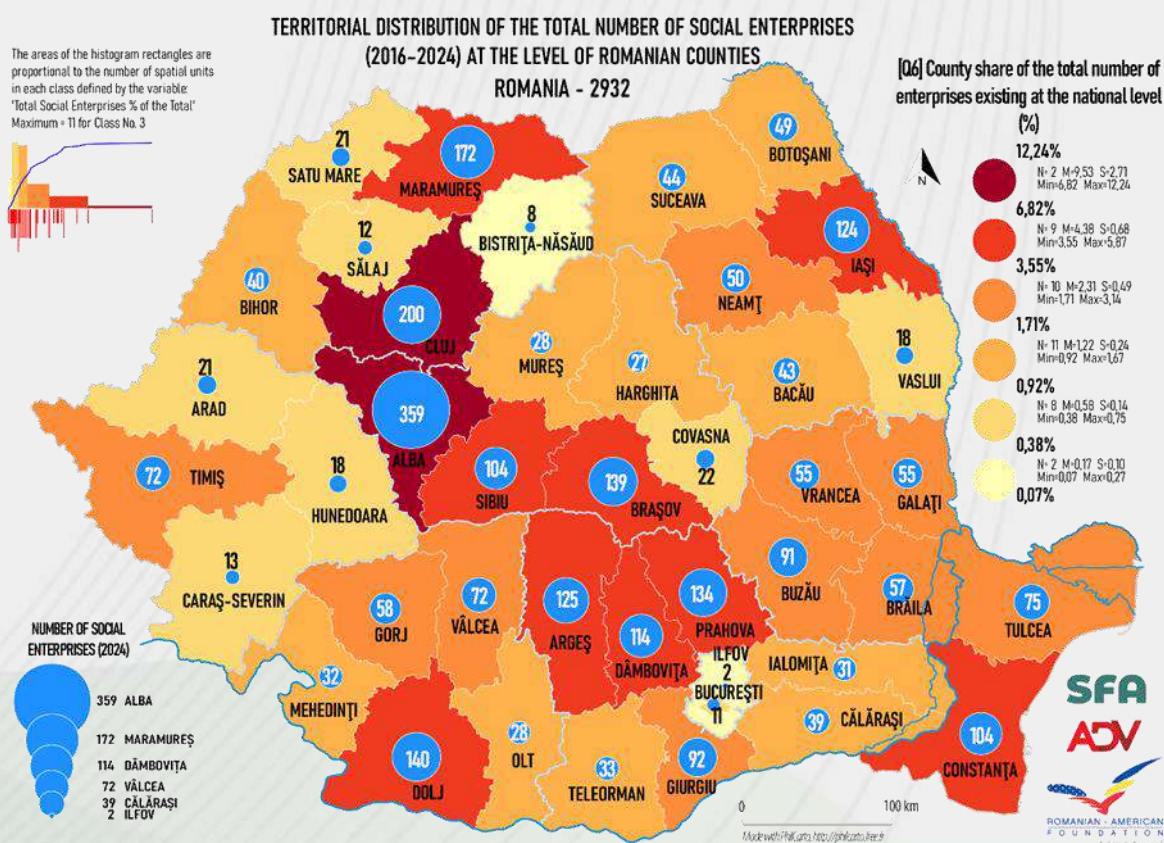 TERRITORIAL DISTRIBUTION OF THE TOTAL NUMBER OF SOCIAL ENTERPRISES
(2016-2024) AT THE LEVEL OF ROMANIAN COUNTIES
ROMANIA - 2932
The areas of the histogram rectangles are
proportional to the number of spatial units
in each class defined by the variable:
'Total Social Enterprises % of the Total'
Maximum = 11 for Class No. 3
[Q6] County share of the total number of
enterprises existing at the national level
(%)
12,24%
N= 2 M=9,53 S=2,71
Min=6,82 Max=12,24
6,82%
N= 9 M=4,38 S=0,68
Min=3,55 Max=5,87
3,55%
N= 10 M=2,31 S=0,49
Min=1,71 Max=3,14
1,71%
N= 11 M=1,22 S=0,24
Min=0,92 Max=1,67
0,92%
N= 8 M=0,58 S=0,14
Min=0,38 Max=0,75
0,38%
N= 2 M=0,17 S=0,10
Min=0,07 Max=0,27
0,07%
N
21
SATU MARE
172
MARAMUREŞ
49
BOTOŞANI
44
SUCEAVA
8
BISTRIŢA-NĂSĂUD
12
SĂLAJ
124
IAŞI
40
BIHOR
50
NEAMŢ
200
CLUJ
28
MUREŞ
27
HARGHITA
43
BACĂU
18
VASLUI
21
ARAD
359
ALBA
COVASNA
22
72
TIMIŞ
18
HUNEDOARA
104
SIBIU
139
BRAŞOV
55
VRANCEA
55
GALAŢI
13
CARAŞ-SEVERIN
58
GORJ
72
VÂLCEA
125
ARGEŞ
114
DÂMBOVIŢA
134
PRAHOVA
91
BUZĂU
57
BRĂILA
75
TULCEA
ILFOV
2
BUCUREŞTI
11
IALOMIŢA
31
32
MEHEDINŢI
140
DOLJ
28
OLT
33
TELEORMAN
92
GIURGIU
39
CĂLĂRAŞI
104
CONSTANŢA
NUMBER OF SOCIAL
ENTERPRISES (2024)
359 ALBA
172 MARAMUREŞ
114 DÂMBOVIŢA
72 VÂLCEA
39 CĂLĂRAŞI
2 ILFOV
0
100 km
Made with PhilCarto, http://philcarto.free.fr
SFA
ADV
ROMANIAN - AMERICAN
FOUNDATION